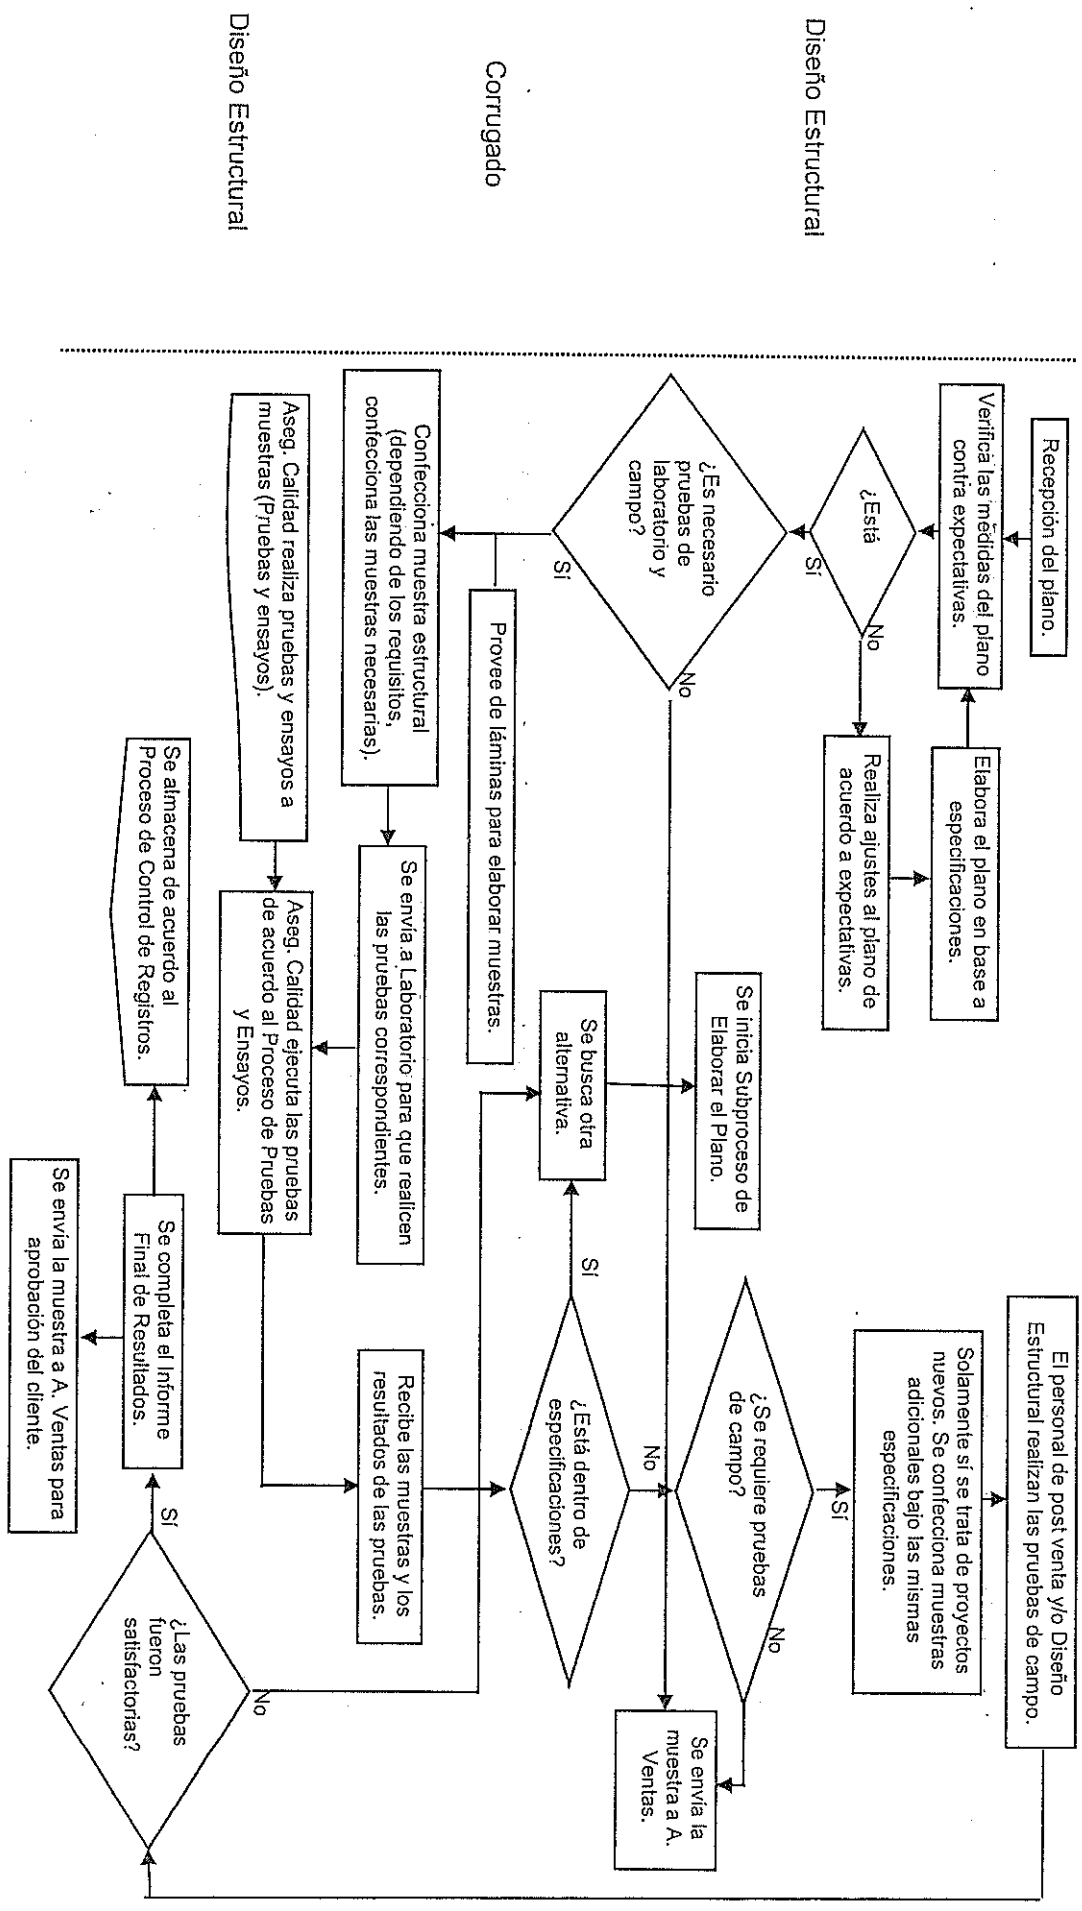 Diseño Estructural
Corrugado
Diseño Estructural
Recepción del plano.
Verifica las medidas del plano
contra expectativas.
Elabora el plano en base a
especificaciones.
¿Está
No
Sí
Realiza ajustes al plano de
acuerdo a expectativas.
¿Es necesario
pruebas de
laboratorio y
campo?
No
Sí
Provee de láminas para elaborar muestras.
Confecciona muestra estructural
(dependiendo de los requisitos,
confecciona las muestras necesarias).
Se envía a Laboratorio para que realicen
las pruebas correspondientes.
Aseg. Calidad realiza pruebas y ensayos a
muestras (Pruebas y ensayos).
Aseg. Calidad ejecuta las pruebas
de acuerdo al Proceso de Pruebas
y Ensayos.
Recibe las muestras y los
resultados de las pruebas.
¿Está dentro de
especificaciones?
Sí
No
Se busca otra
alternativa.
Se inicia Subproceso de
Elaborar el Plano.
¿Se requiere pruebas
de campo?
No
Sí
Se envía la
muestra a A.
Ventas.
Solamente sí se trata de proyectos
nuevos. Se confecciona muestras
adicionales bajo las mismas
especificaciones.
El personal de post venta y/o Diseño
Estructural realizan las pruebas de campo.
¿Las pruebas
fueron
satisfactorias?
No
Sí
Se completa el Informe
Final de Resultados.
Se almacena de acuerdo al
Proceso de Control de Registros.
Se envía la muestra a A. Ventas para
aprobación del cliente.